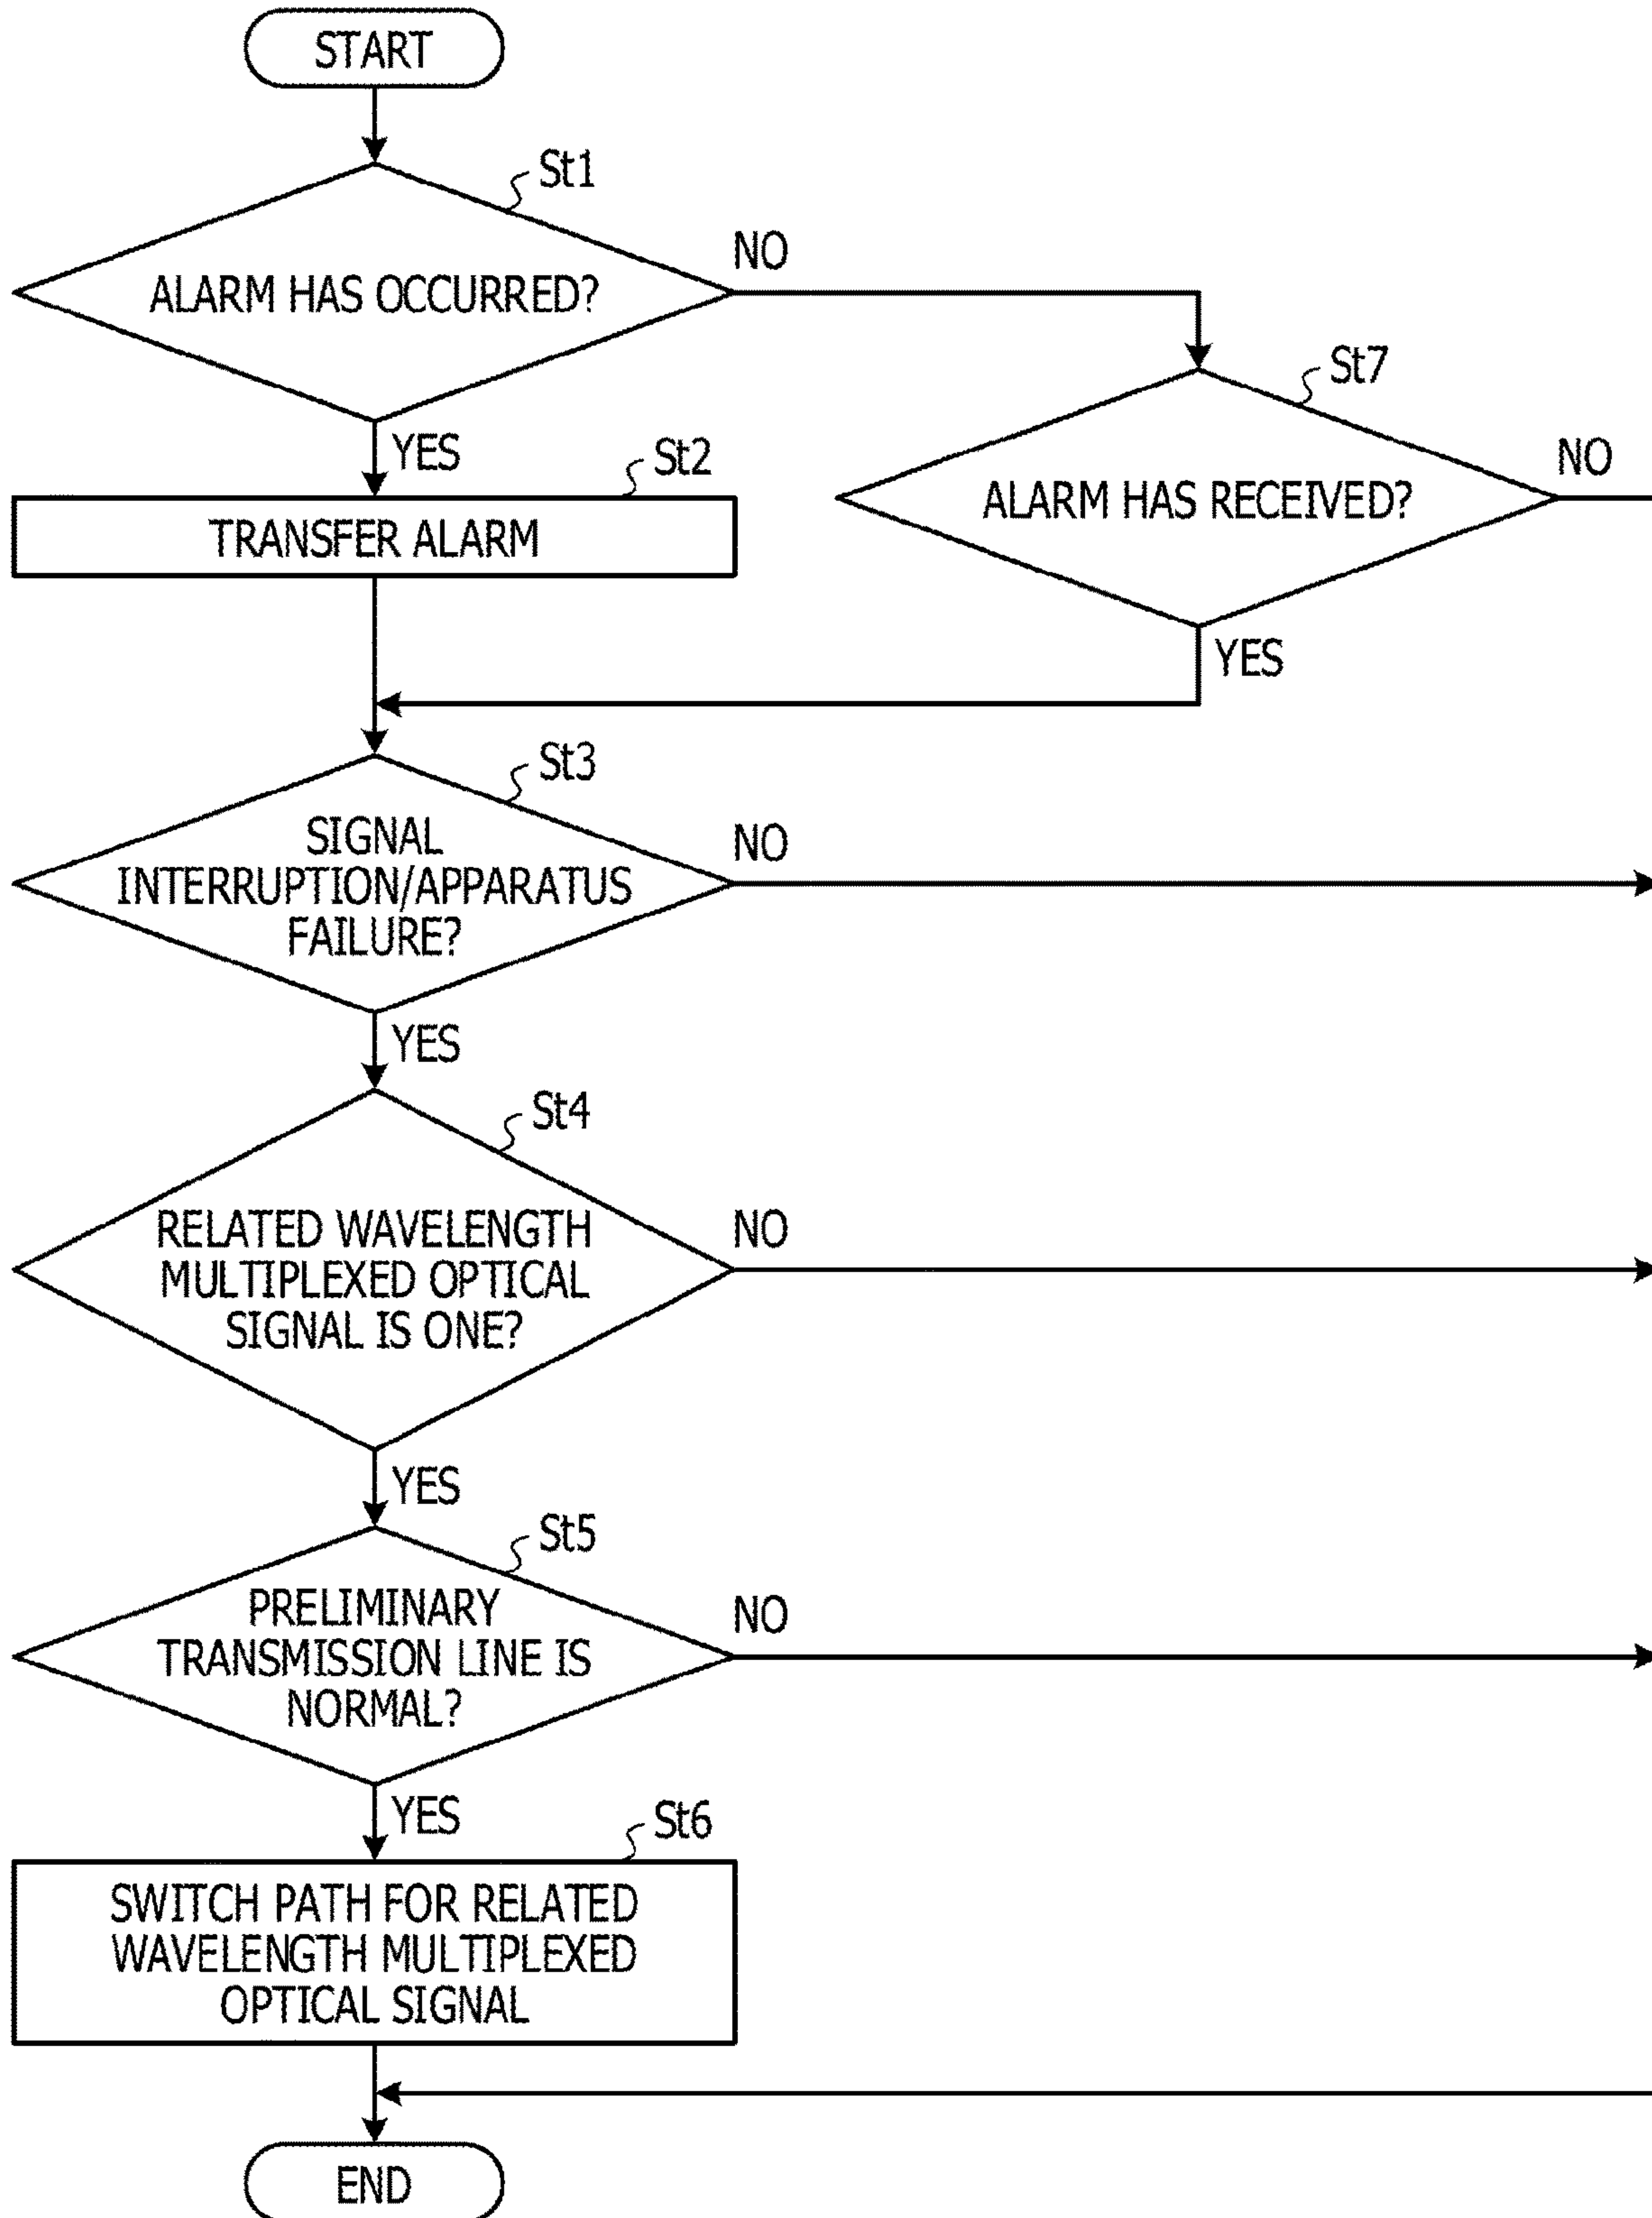 START
St1
ALARM HAS OCCURRED?
NO
YES
St7
ALARM HAS RECEIVED?
NO
YES
St2
TRANSFER ALARM
St3
SIGNAL
INTERRUPTION/APPARATUS
FAILURE?
NO
YES
St4
RELATED WAVELENGTH
MULTIPLEXED OPTICAL
SIGNAL IS ONE?
NO
YES
St5
PRELIMINARY
TRANSMISSION LINE IS
NORMAL?
NO
YES
St6
SWITCH PATH FOR RELATED
WAVELENGTH MULTIPLEXED
OPTICAL SIGNAL
END